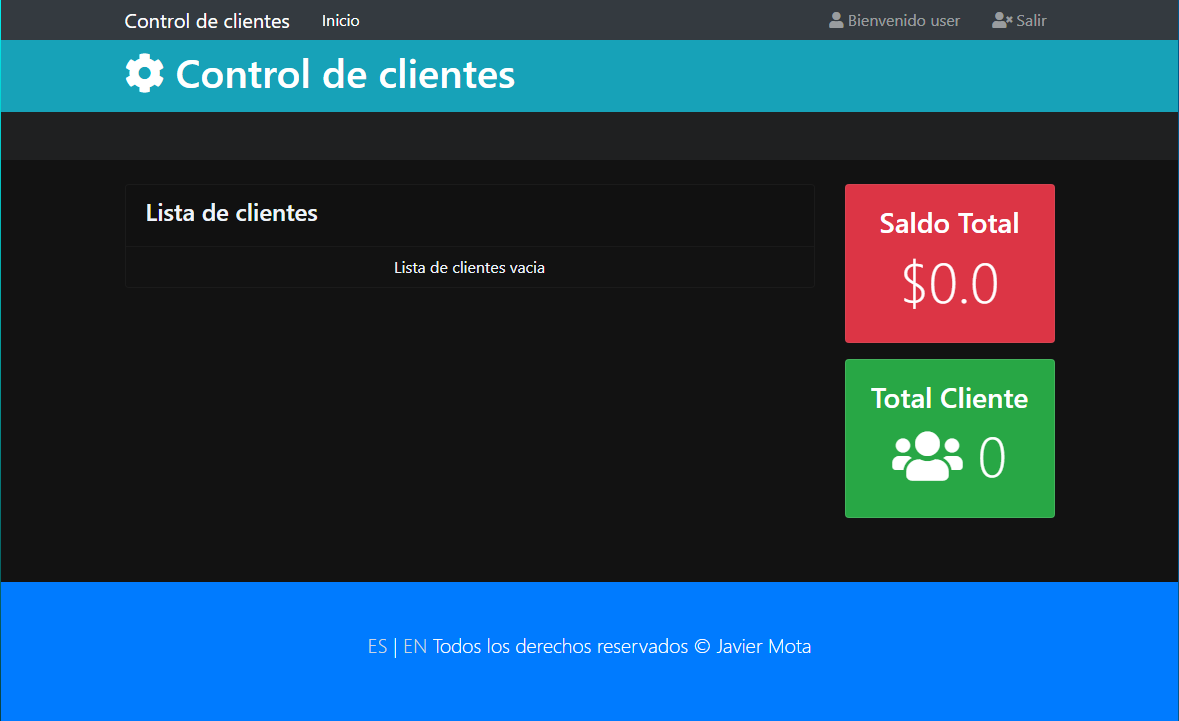 Control de clientes Inicio Bienvenido user Salir
Control de clientes
Lista de clientes
Lista de clientes vacia
Saldo Total
$0.0
Total Cliente
0
ES | EN Todos los derechos reservados © Javier Mota